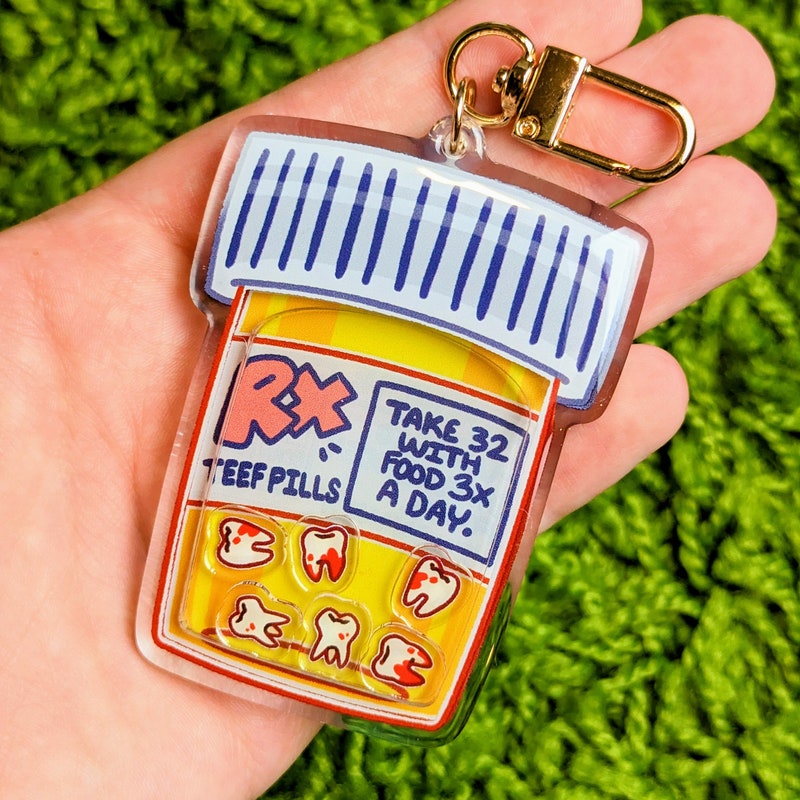 RX
TEEF PILLS
TAKE 32
WITH
FOOD 3X
A DAY.